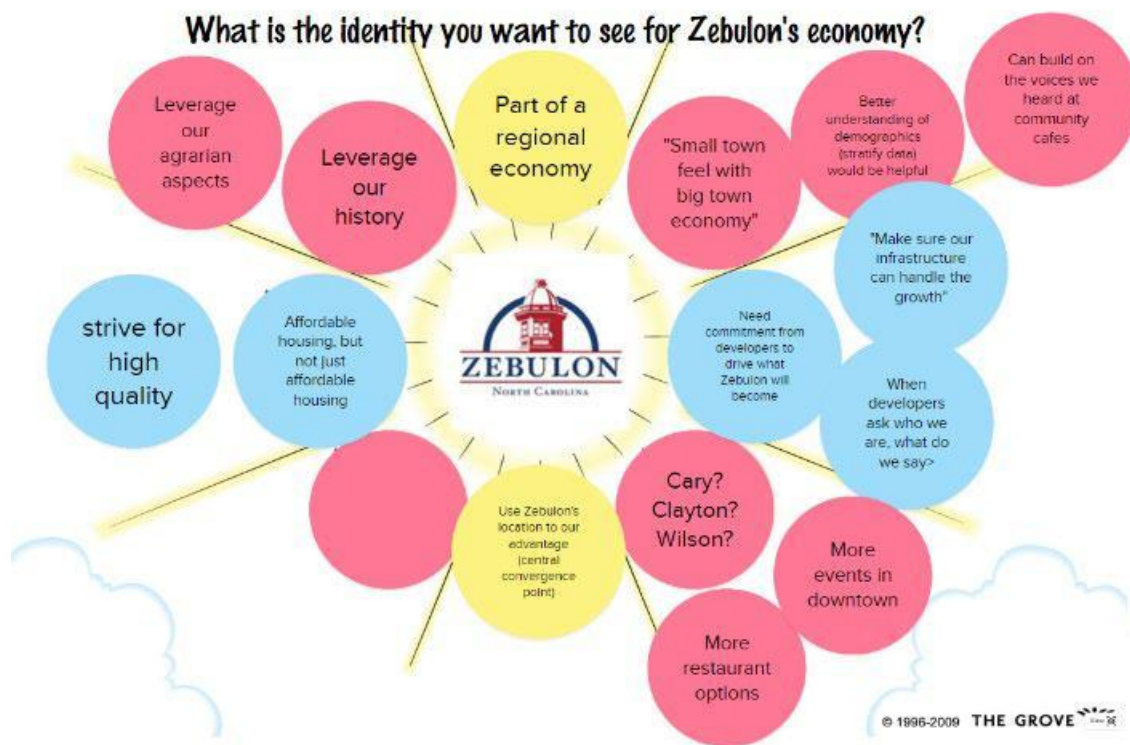 What is the identity you want to see for Zebulon's economy?
Leverage
our
agrarian
aspects
Leverage
our
history
Part of a
regional
economy
"Small town
feel with
big town
economy"
Better
understanding of
demographics
(stratify data)
would be helpful
Can build on
the voices we
heard at
community
cafes
"Make sure our
infrastructure
can handle the
growth"
strive for
high
quality
Affordable
housing, but
not just
affordable
housing
ZEBULON
NORTH CAROLINA
Need
commitment from
developers to
drive what
Zebulon will
become
When
developers
ask who we
are, what do
we say>
Use Zebulon's
location to our
advantage
(central
convergence
point)
Cary?
Clayton?
Wilson?
More
events in
downtown
More
restaurant
options
© 1996-2009 THE GROVE